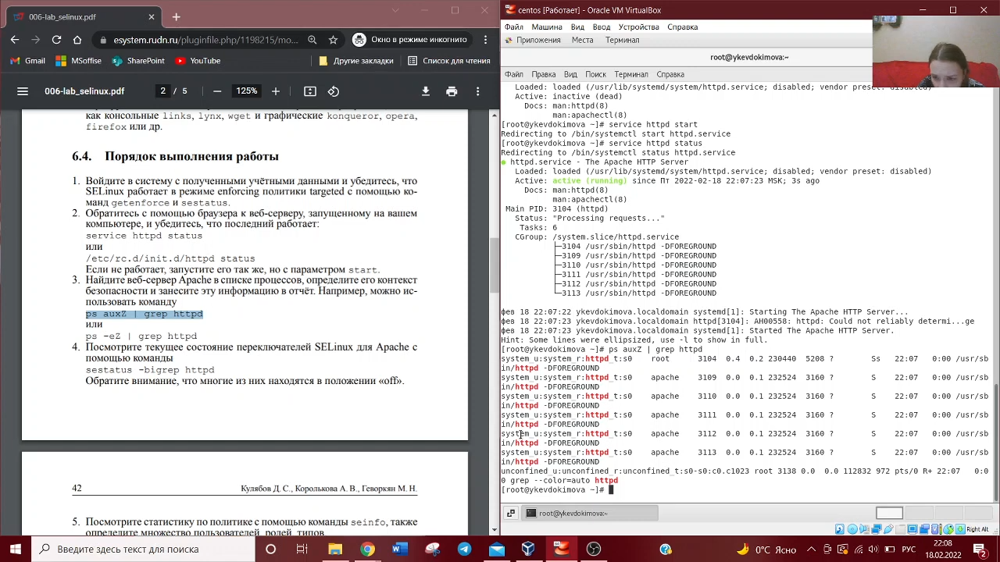 006-lab_selinux.pdf
esystem.rudn.ru/pluginfile.php/1198215/mo...
Окно в режиме инкогнито
Gmail
MSoffise
SharePoint
YouTube
Другие закладки
Список для чтения
006-lab_selinux.pdf
2 / 5
125%
как консольные links, lynx, wget и графические konqueror, opera,
firefox или др.
6.4. Порядок выполнения работы
1. Войдите в систему с полученными учётными данными и убедитесь, что
SELinux работает в режиме enforcing политики targeted с помощью ко-
манд getenforce и sestatus.
2. Обратитесь с помощью браузера к веб-серверу, запущенному на вашем
компьютере, и убедитесь, что последний работает:
service httpd status
или
/etc/rc.d/init.d/httpd status
Если не работает, запустите его так же, но с параметром start.
3. Найдите веб-сервер Apache в списке процессов, определите его контекст
безопасности и занесите эту информацию в отчёт. Например, можно ис-
пользовать команду
ps auxZ | grep httpd
или
ps -eZ | grep httpd
4. Посмотрите текущее состояние переключателей SELinux для Apache с
помощью команды
sestatus -bigrep httpd
Обратите внимание, что многие из них находятся в положении «off».
42
Кулябов Д. С., Королькова А. В., Геворкян М. Н.
5. Посмотрите статистику по политике с помощью команды seinfo, также
определите множество пользователей, ролей, типов.
centos [Работает] - Oracle VM VirtualBox
Файл Машина Вид Ввод Устройства Справка
Приложения Места Терминал
root@ykevdokimova:~
Файл Правка Вид Поиск Терминал Справка
Loaded: loaded (/usr/lib/systemd/system/httpd.service; disabled; vendor preset: disabled)
Active: inactive (dead)
Docs: man:httpd(8)
man:apachectl(8)
[root@ykevdokimova ~]# service httpd start
Redirecting to /bin/systemctl start httpd.service
[root@ykevdokimova ~]# service httpd status
Redirecting to /bin/systemctl status httpd.service
● httpd.service - The Apache HTTP Server
Loaded: loaded (/usr/lib/systemd/system/httpd.service; disabled; vendor preset: disabled)
Active: active (running) since Пт 2022-02-18 22:07:23 MSK; 3s ago
Docs: man:httpd(8)
man:apachectl(8)
Main PID: 3104 (httpd)
Status: "Processing requests..."
Tasks: 6
CGroup: /system.slice/httpd.service
├─3104 /usr/sbin/httpd -DFOREGROUND
├─3109 /usr/sbin/httpd -DFOREGROUND
├─3110 /usr/sbin/httpd -DFOREGROUND
├─3111 /usr/sbin/httpd -DFOREGROUND
├─3112 /usr/sbin/httpd -DFOREGROUND
└─3113 /usr/sbin/httpd -DFOREGROUND
фев 18 22:07:22 ykevdokimova.localdomain systemd[1]: Starting The Apache HTTP Server...
фев 18 22:07:23 ykevdokimova.localdomain httpd[3104]: AH00558: httpd: Could not reliably determi...ge
фев 18 22:07:23 ykevdokimova.localdomain systemd[1]: Started The Apache HTTP Server.
Hint: Some lines were ellipsized, use -l to show in full.
[root@ykevdokimova ~]# ps auxZ | grep httpd
system_u:system_r:httpd_t:s0 root 3104 0.4 0.2 230440 5208 ? Ss 22:07 0:00 /usr/sb
in/httpd -DFOREGROUND
system_u:system_r:httpd_t:s0 apache 3109 0.0 0.1 232524 3160 ? S 22:07 0:00 /usr/sb
in/httpd -DFOREGROUND
system_u:system_r:httpd_t:s0 apache 3110 0.0 0.1 232524 3160 ? S 22:07 0:00 /usr/sb
in/httpd -DFOREGROUND
system_u:system_r:httpd_t:s0 apache 3111 0.0 0.1 232524 3160 ? S 22:07 0:00 /usr/sb
in/httpd -DFOREGROUND
system_u:system_r:httpd_t:s0 apache 3112 0.0 0.1 232524 3160 ? S 22:07 0:00 /usr/sb
in/httpd -DFOREGROUND
system_u:system_r:httpd_t:s0 apache 3113 0.0 0.1 232524 3160 ? S 22:07 0:00 /usr/sb
in/httpd -DFOREGROUND
unconfined_u:unconfined_r:unconfined_t:s0-s0:c0.c1023 root 3138 0.0 0.0 112832 972 pts/0 R+ 22:07 0:0
0 grep --color=auto httpd
[root@ykevdokimova ~]#
root@ykevdokimova:~
Right Alt
Введите здесь текст для поиска
0°C Ясно
РУС
22:08
18.02.2022
2